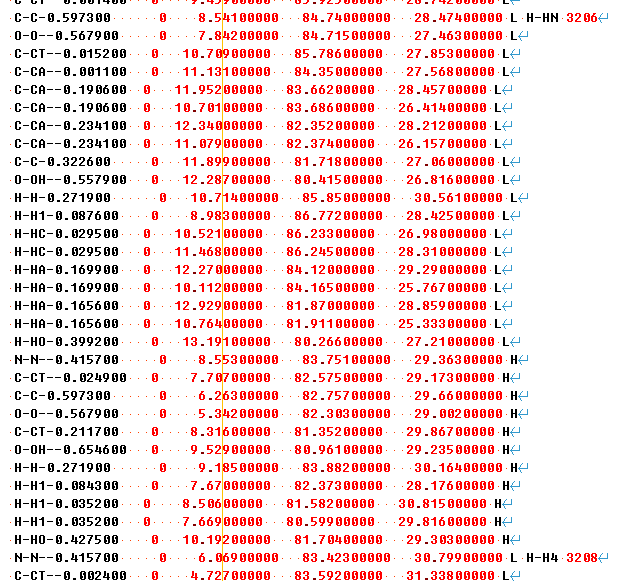 C-C-0.597300 0 8.54100000 84.74000000 28.47400000 L H-HN 3206
O-O--0.567900 0 7.84200000 84.71500000 27.46300000 L
C-CT--0.015200 0 10.70900000 85.78600000 27.85300000 L
C-CA--0.001100 0 11.13100000 84.35000000 27.56800000 L
C-CA--0.190600 0 11.95200000 83.66200000 28.45700000 L
C-CA--0.190600 0 10.70100000 83.68600000 26.41400000 L
C-CA--0.234100 0 12.34000000 82.35200000 28.21200000 L
C-CA--0.234100 0 11.07900000 82.37400000 26.15700000 L
C-C-0.322600 0 11.89900000 81.71800000 27.06000000 L
O-OH--0.557900 0 12.28700000 80.41500000 26.81600000 L
H-H-0.271900 0 10.71400000 85.85000000 30.56100000 L
H-H1-0.087600 0 8.98300000 86.77200000 28.42500000 L
H-HC-0.029500 0 10.52100000 86.23300000 26.98000000 L
H-HC-0.029500 0 11.46800000 86.24500000 28.31000000 L
H-HA-0.169900 0 12.27000000 84.12000000 29.29000000 L
H-HA-0.169900 0 10.11200000 84.16500000 25.76700000 L
H-HA-0.165600 0 12.92900000 81.87000000 28.85900000 L
H-HA-0.165600 0 10.76400000 81.91100000 25.33300000 L
H-HO-0.399200 0 13.19100000 80.26600000 27.21000000 L
N-N--0.415700 0 8.55300000 83.75100000 29.36300000 H
C-CT--0.024900 0 7.70700000 82.57500000 29.17300000 H
C-C-0.597300 0 6.26300000 82.75700000 29.66000000 H
O-O--0.567900 0 5.34200000 82.30300000 29.00200000 H
C-CT-0.211700 0 8.31600000 81.35200000 29.86700000 H
O-OH--0.654600 0 9.52900000 80.96100000 29.23500000 H
H-H-0.271900 0 9.18500000 83.88200000 30.16400000 H
H-H1-0.084300 0 7.67000000 82.37300000 28.17600000 H
H-H1-0.035200 0 8.50600000 81.58200000 30.81500000 H
H-H1-0.035200 0 7.66900000 80.59900000 29.81600000 H
H-HO-0.427500 0 10.19200000 81.70400000 29.30300000 H
N-N--0.415700 0 6.06900000 83.42300000 30.79900000 L H-H4 3208
C-CT--0.002400 0 4.72700000 83.59200000 31.33800000 L